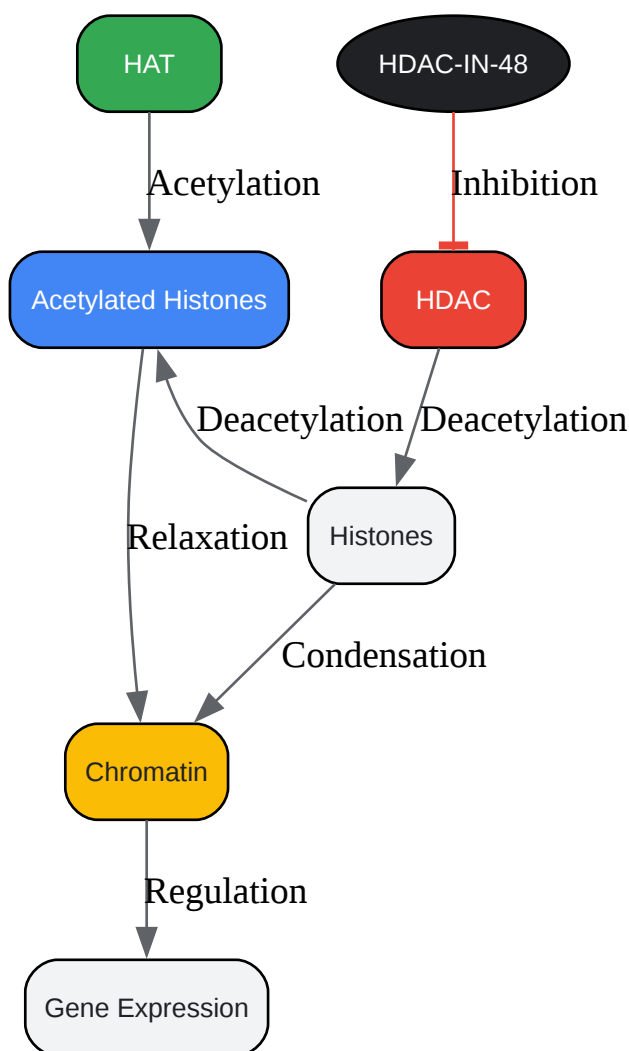 HAT
HDAC-IN-48
Acetylation
Inhibition
Acetylated Histones
HDAC
Deacetylation
Deacetylation
Relaxation
Histones
Condensation
Chromatin
Regulation
Gene Expression